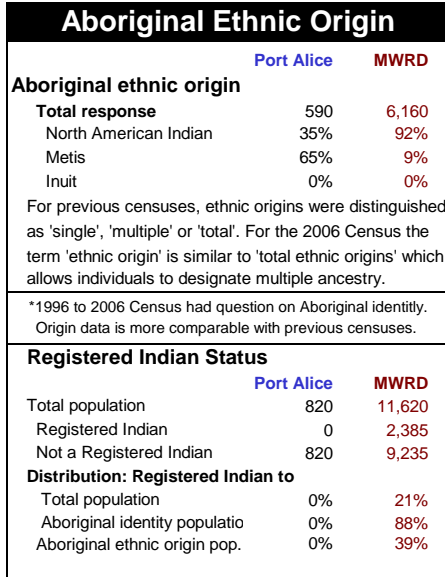 Aboriginal Ethnic Origin
Port Alice MWRD
Aboriginal ethnic origin
Total response 590 6,160
North American Indian 35% 92%
Metis 65% 9%
Inuit 0% 0%
For previous censuses, ethnic origins were distinguished
as 'single', 'multiple' or 'total'. For the 2006 Census the
term 'ethnic origin' is similar to 'total ethnic origins' which
allows individuals to designate multiple ancestry.
*1996 to 2006 Census had question on Aboriginal identitly.
Origin data is more comparable with previous censuses.
Registered Indian Status
Port Alice MWRD
Total population 820 11,620
Registered Indian 0 2,385
Not a Registered Indian 820 9,235
Distribution: Registered Indian to
Total population 0% 21%
Aboriginal identity populatio 0% 88%
Aboriginal ethnic origin pop. 0% 39%